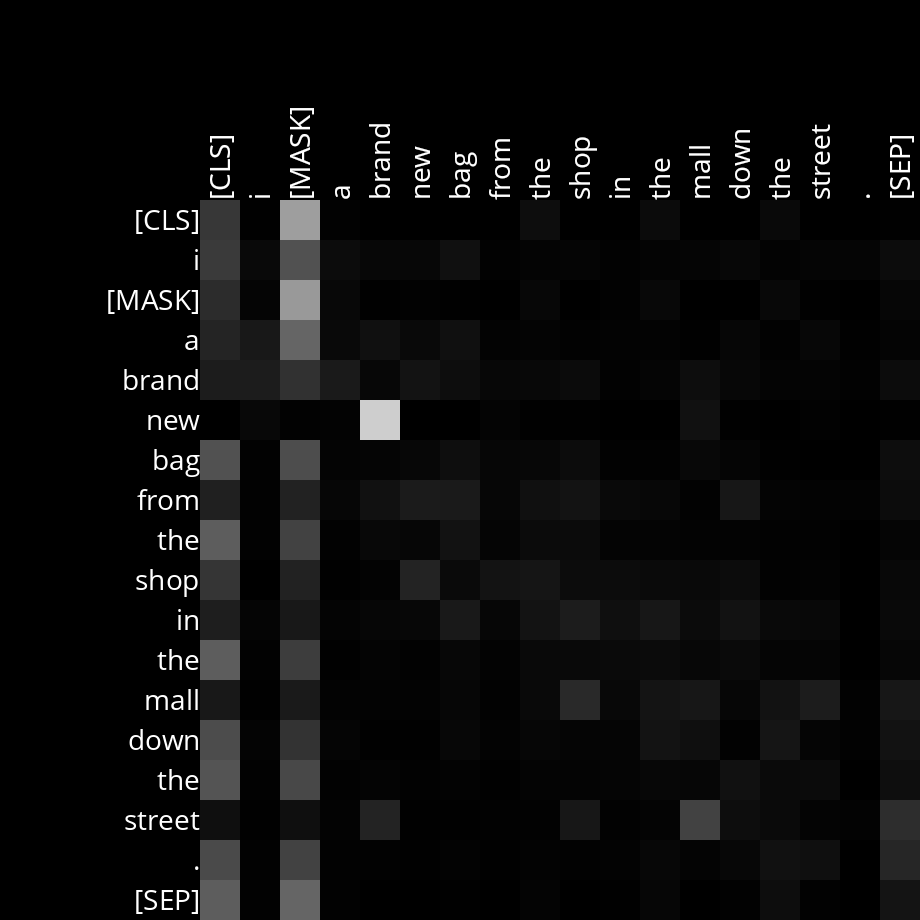 [CLS] i [MASK] a brand new bag from the shop in the mall down the street . [SEP]
[CLS]
i
[MASK]
a
brand
new
bag
from
the
shop
in
the
mall
down
the
street
.
[SEP]